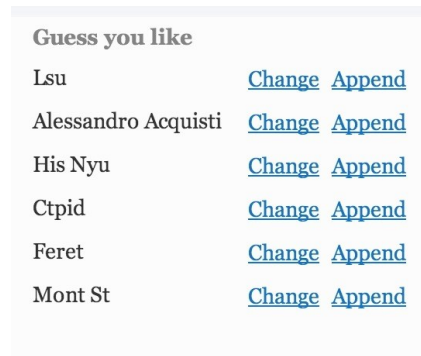 Guess you like
Lsu Change Append
Alessandro Acquisti Change Append
His Nyu Change Append
Ctpid Change Append
Feret Change Append
Mont St Change Append